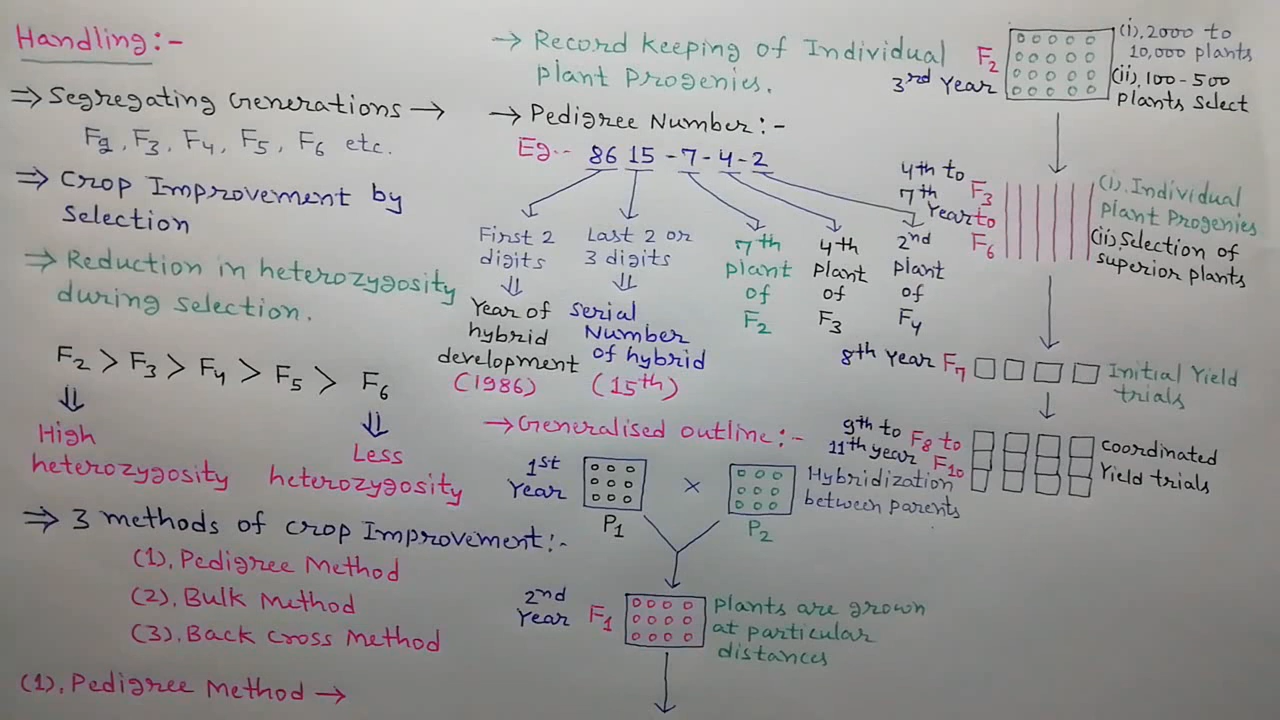 Handling:-
⇒ Segregating Generations →
F2, F3, F4, F5, F6 etc.
⇒ Crop Improvement by
Selection
⇒ Reduction in heterozygosity
during selection.
F2 > F3 > F4 > F5 > F6
⇓ ⇓
High
heterozygosity
Less
heterozygosity
⇒ 3 methods of crop Improvement:-
(1). Pedigree Method
(2). Bulk Method
(3). Back cross Method
(1). Pedigree Method →
→ Record keeping of Individual
plant Progenies.
→ Pedigree Number:-
Eg.- 86 15 - 7 - 4 - 2
First 2
digits
⇓
Year of
hybrid
development
(1986)
Last 2 or
3 digits
⇓
serial
Number
of hybrid
(15th)
7th
plant
of
F2
4th
plant
of
F3
2nd
plant
of
F4
→ Generalised outline:-
1st
Year
P1
×
P2
Hybridization
between parents
2nd
Year
F1
plants are grown
at particular
distances
F2
3rd Year
(i). 2000 to
10,000 plants
(ii). 100-500
plants select
4th to
7th
Year
F3
to
F6
(i). Individual
plant Progenies
(ii). Selection of
superior plants
8th Year F7
Initial Yield
trials
9th to
11th year
F8 to
F10
coordinated
Yield trials